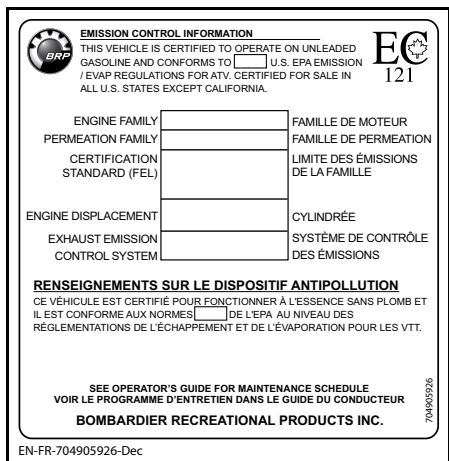 EMISSION CONTROL INFORMATION
THIS VEHICLE IS CERTIFIED TO OPERATE ON UNLEADED
GASOLINE AND CONFORMS TO U.S. EPA EMISSION
/ EVAP REGULATIONS FOR ATV. CERTIFIED FOR SALE IN
ALL U.S. STATES EXCEPT CALIFORNIA.
BRP
EC
121
ENGINE FAMILY FAMILLE DE MOTEUR
PERMEATION FAMILY FAMILLE DE PERMEATION
CERTIFICATION LIMITE DES ÉMISSIONS
STANDARD (FEL) DE LA FAMILLE
ENGINE DISPLACEMENT CYLINDRÉE
EXHAUST EMISSION SYSTÈME DE CONTRÔLE
CONTROL SYSTEM DES ÉMISSIONS
RENSEIGNEMENTS SUR LE DISPOSITIF ANTIPOLLUTION
CE VÉHICULE EST CERTIFIÉ POUR FONCTIONNER À L'ESSENCE SANS PLOMB ET
IL EST CONFORME AUX NORMES DE L'EPA AU NIVEAU DES
RÉGLEMENTATIONS DE L'ÉCHAPPEMENT ET DE L'ÉVAPORATION POUR LES VTT.
SEE OPERATOR'S GUIDE FOR MAINTENANCE SCHEDULE
VOIR LE PROGRAMME D'ENTRETIEN DANS LE GUIDE DU CONDUCTEUR
BOMBARDIER RECREATIONAL PRODUCTS INC.
704905926
EN-FR-704905926-Dec